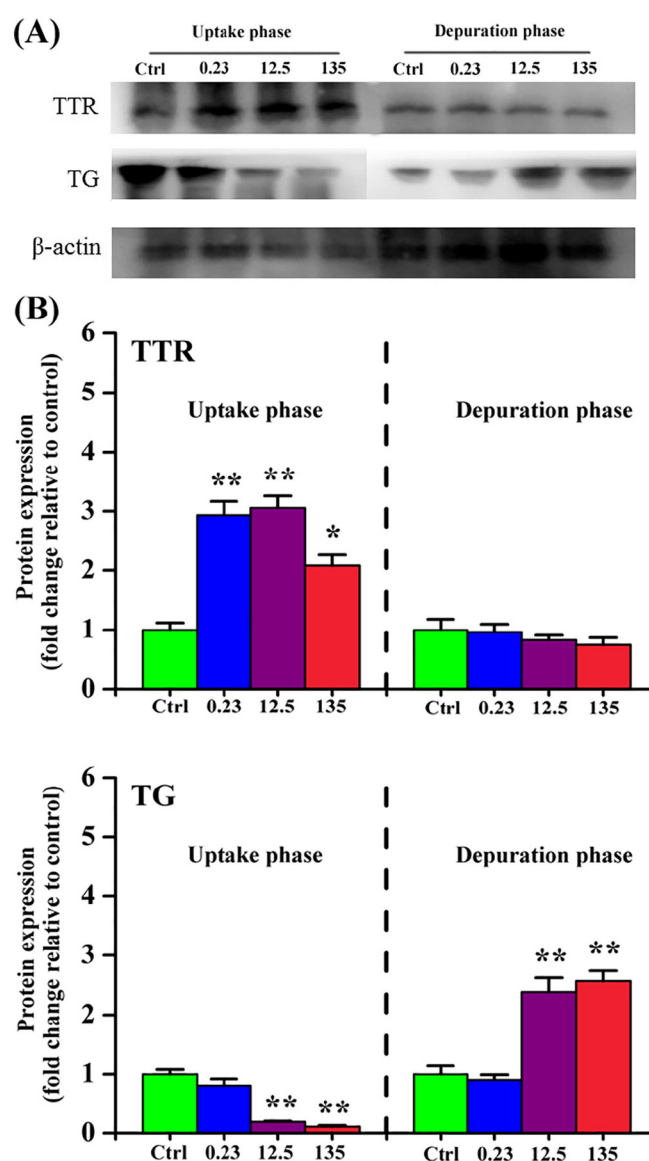 (A)
Uptake phase
Depuration phase
Ctrl 0.23 12.5 135
Ctrl 0.23 12.5 135
TTR
TG
β-actin
(B)
Protein expression
(fold change relative to control)
6
5
4
3
2
1
0
TTR
Uptake phase
Depuration phase
** ** *
Ctrl 0.23 12.5 135
Ctrl 0.23 12.5 135
Protein expression
(fold change relative to control)
6
5
4
3
2
1
0
TG
Uptake phase
Depuration phase
** **
** **
Ctrl 0.23 12.5 135
Ctrl 0.23 12.5 135